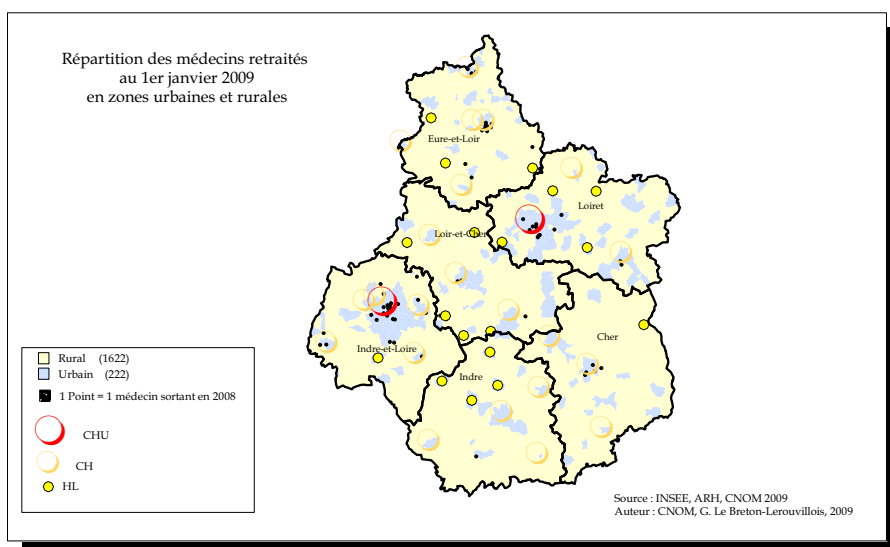 Répartition des médecins retraités
au 1er janvier 2009
en zones urbaines et rurales
Eure-et-Loir
Loiret
Loir-et-Cher
Cher
Indre-et-Loire
Indre
Rural (1622)
Urbain (222)
1 Point = 1 médecin sortant en 2008
CHU
CH
HL
Source : INSEE, ARH, CNOM 2009
Auteur : CNOM, G. Le Breton-Lerouvillois, 2009